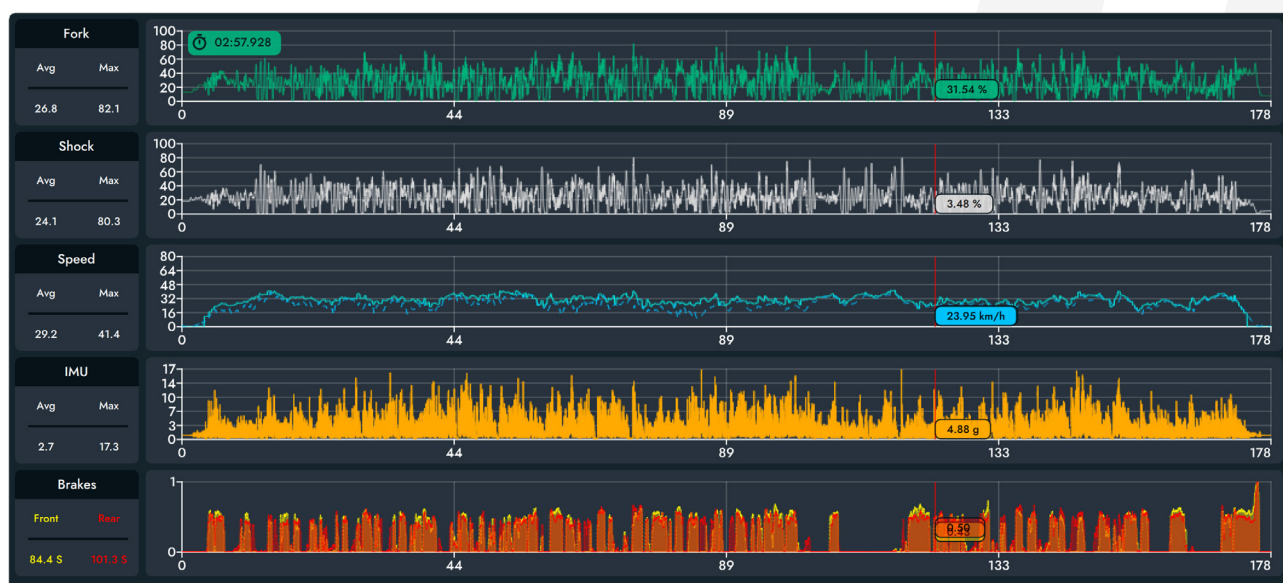 Fork
Avg Max
26.8 82.1
100
80
60
40
20
0
02:57.928
31.54 %
0 44 89 133 178
Shock
Avg Max
24.1 80.3
100
80
60
40
20
0
3.48 %
0 44 89 133 178
Speed
Avg Max
29.2 41.4
80
64
48
32
16
0
23.95 km/h
0 44 89 133 178
IMU
Avg Max
2.7 17.3
17
14
10
7
3
0
4.88 g
0 44 89 133 178
Brakes
Front Rear
84.4 S 101.3 S
1
0
0 44 89 133 178